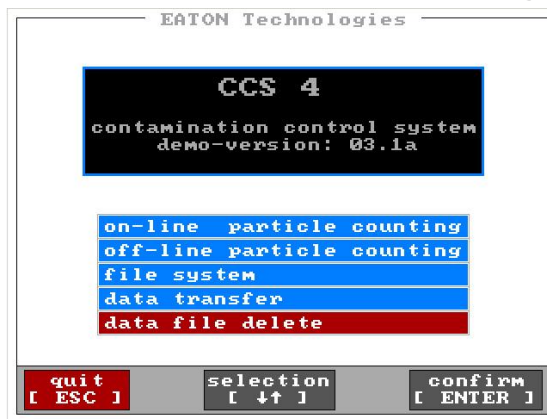 EATON Technologies
CCS 4
contamination control system
demo-version: 03.1a
on-line particle counting
off-line particle counting
file system
data transfer
data file delete
quit selection confirm
[ ESC ] [ ↓↑ ] [ ENTER ]